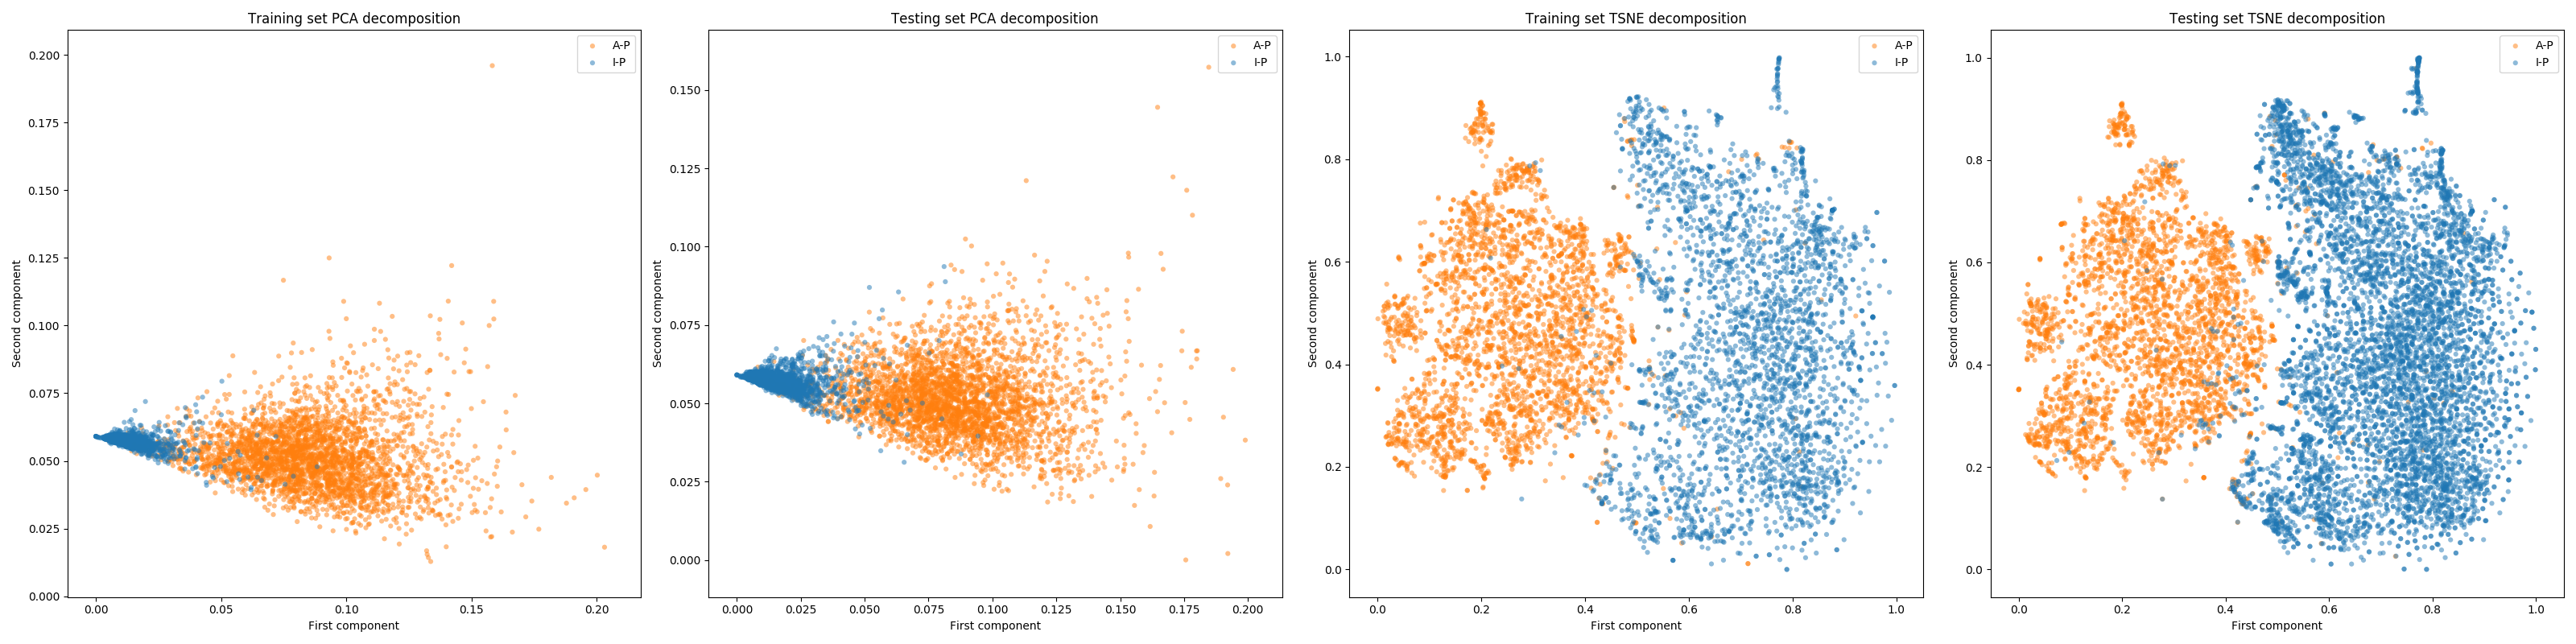 Training set PCA decomposition
A-P
I-P
Second component
0.200
0.175
0.150
0.125
0.100
0.075
0.050
0.025
0.000
0.00 0.05 0.10 0.15 0.20
First component
Testing set PCA decomposition
A-P
I-P
Second component
0.150
0.125
0.100
0.075
0.050
0.025
0.000
0.000 0.025 0.050 0.075 0.100 0.125 0.150 0.175 0.200
First component
Training set TSNE decomposition
A-P
I-P
Second component
1.0
0.8
0.6
0.4
0.2
0.0
0.0 0.2 0.4 0.6 0.8 1.0
First component
Testing set TSNE decomposition
A-P
I-P
Second component
1.0
0.8
0.6
0.4
0.2
0.0
0.0 0.2 0.4 0.6 0.8 1.0
First component